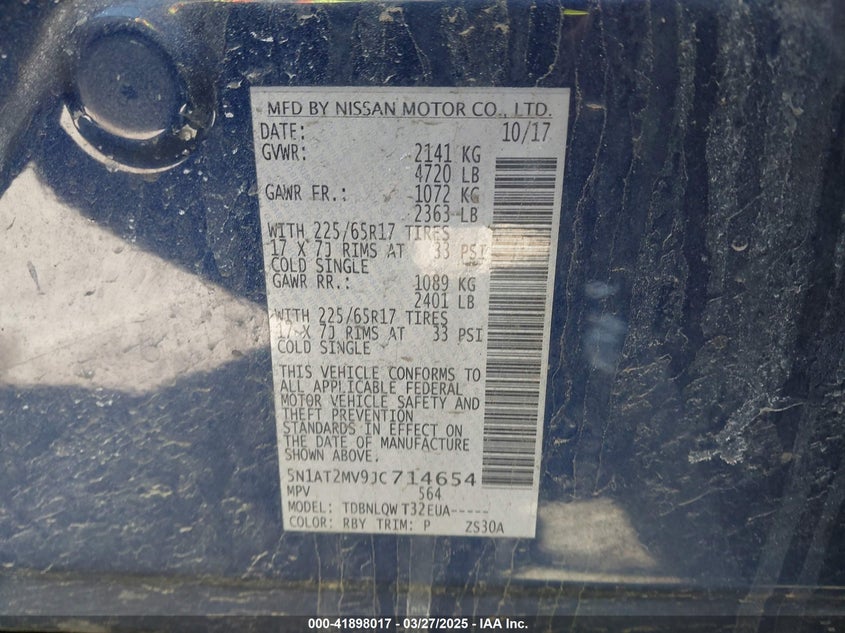 MFD BY NISSAN MOTOR CO., LTD.
DATE: 10/17
GVWR: 2141 KG
4720 LB
GAWR FR.: 1072 KG
2363 LB
WITH 225/65R17 TIRES
17 X 7J RIMS AT 33 PSI
COLD SINGLE
GAWR RR.: 1089 KG
2401 LB
WITH 225/65R17 TIRES
17 X 7J RIMS AT 33 PSI
COLD SINGLE
THIS VEHICLE CONFORMS TO
ALL APPLICABLE FEDERAL
MOTOR VEHICLE SAFETY AND
THEFT PREVENTION
STANDARDS IN EFFECT ON
THE DATE OF MANUFACTURE
SHOWN ABOVE.
5N1AT2MV9JC714654
MPV 564
MODEL: TDBNLQW T32EUA-----
COLOR: RBY TRIM: P ZS30A
000-41898017 — 03/27/2025 — IAA Inc.